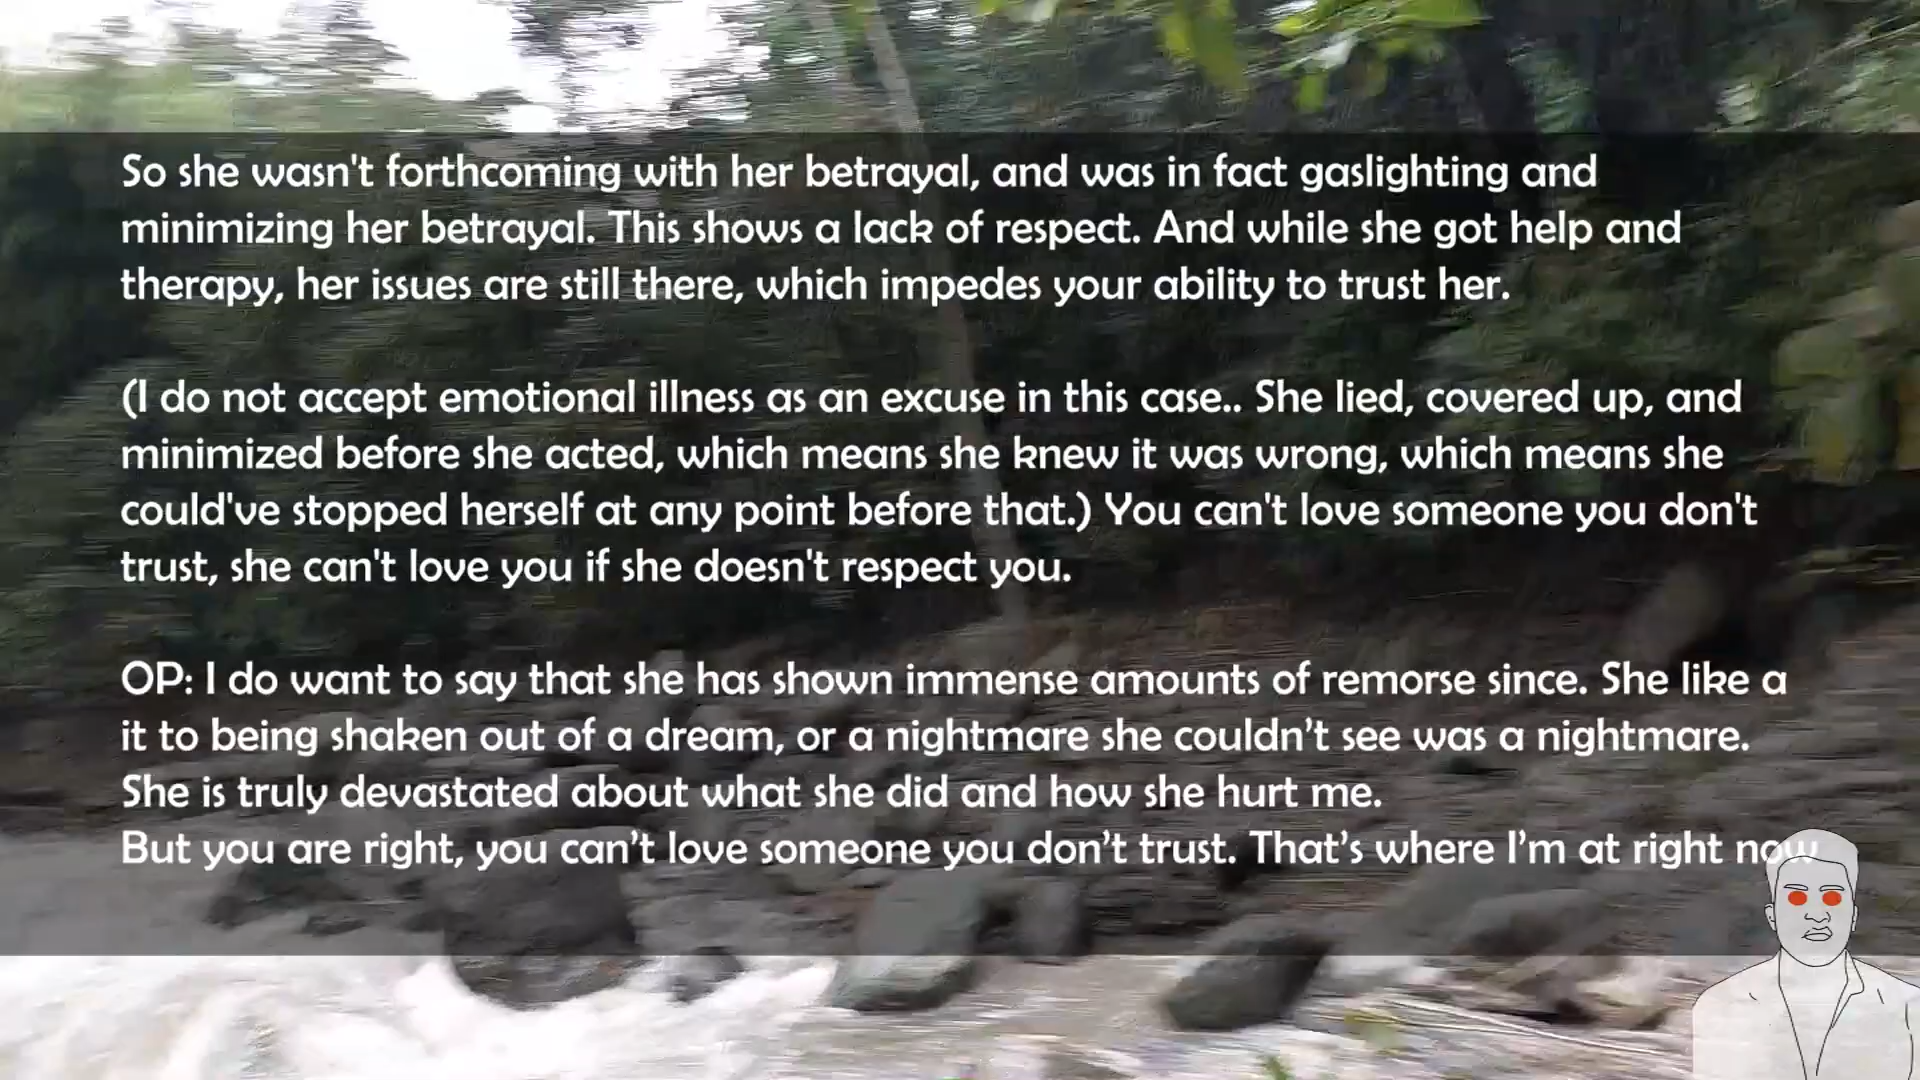 So she wasn't forthcoming with her betrayal, and was in fact gaslighting and
minimizing her betrayal. This shows a lack of respect. And while she got help and
therapy, her issues are still there, which impedes your ability to trust her.
(I do not accept emotional illness as an excuse in this case.. She lied, covered up, and
minimized before she acted, which means she knew it was wrong, which means she
could've stopped herself at any point before that.) You can't love someone you don't
trust, she can't love you if she doesn't respect you.
OP: I do want to say that she has shown immense amounts of remorse since. She like a
it to being shaken out of a dream, or a nightmare she couldn’t see was a nightmare.
She is truly devastated about what she did and how she hurt me.
But you are right, you can’t love someone you don’t trust. That’s where I’m at right now